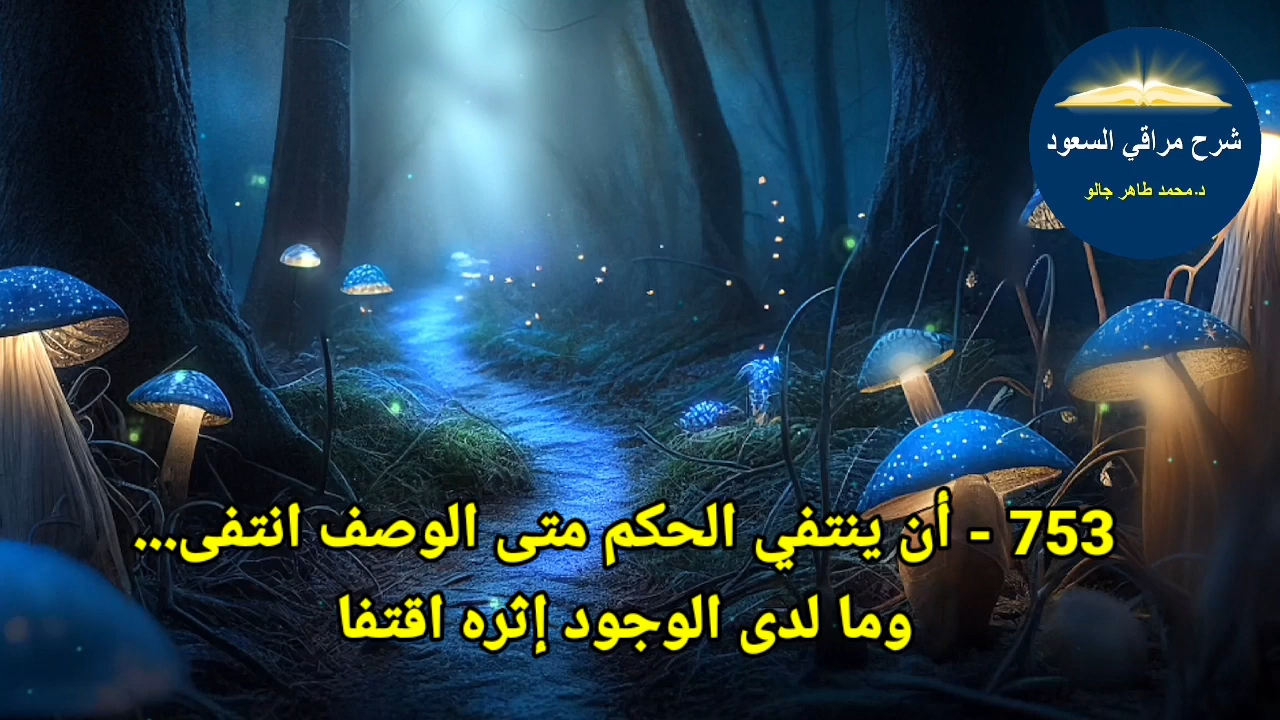 شرح مراقي السعود
د.محمد طاهر جالو
753 - أن ينتفي الحكم متى الوصف انتفى...
وما لدى الوجود إثره اقتفا